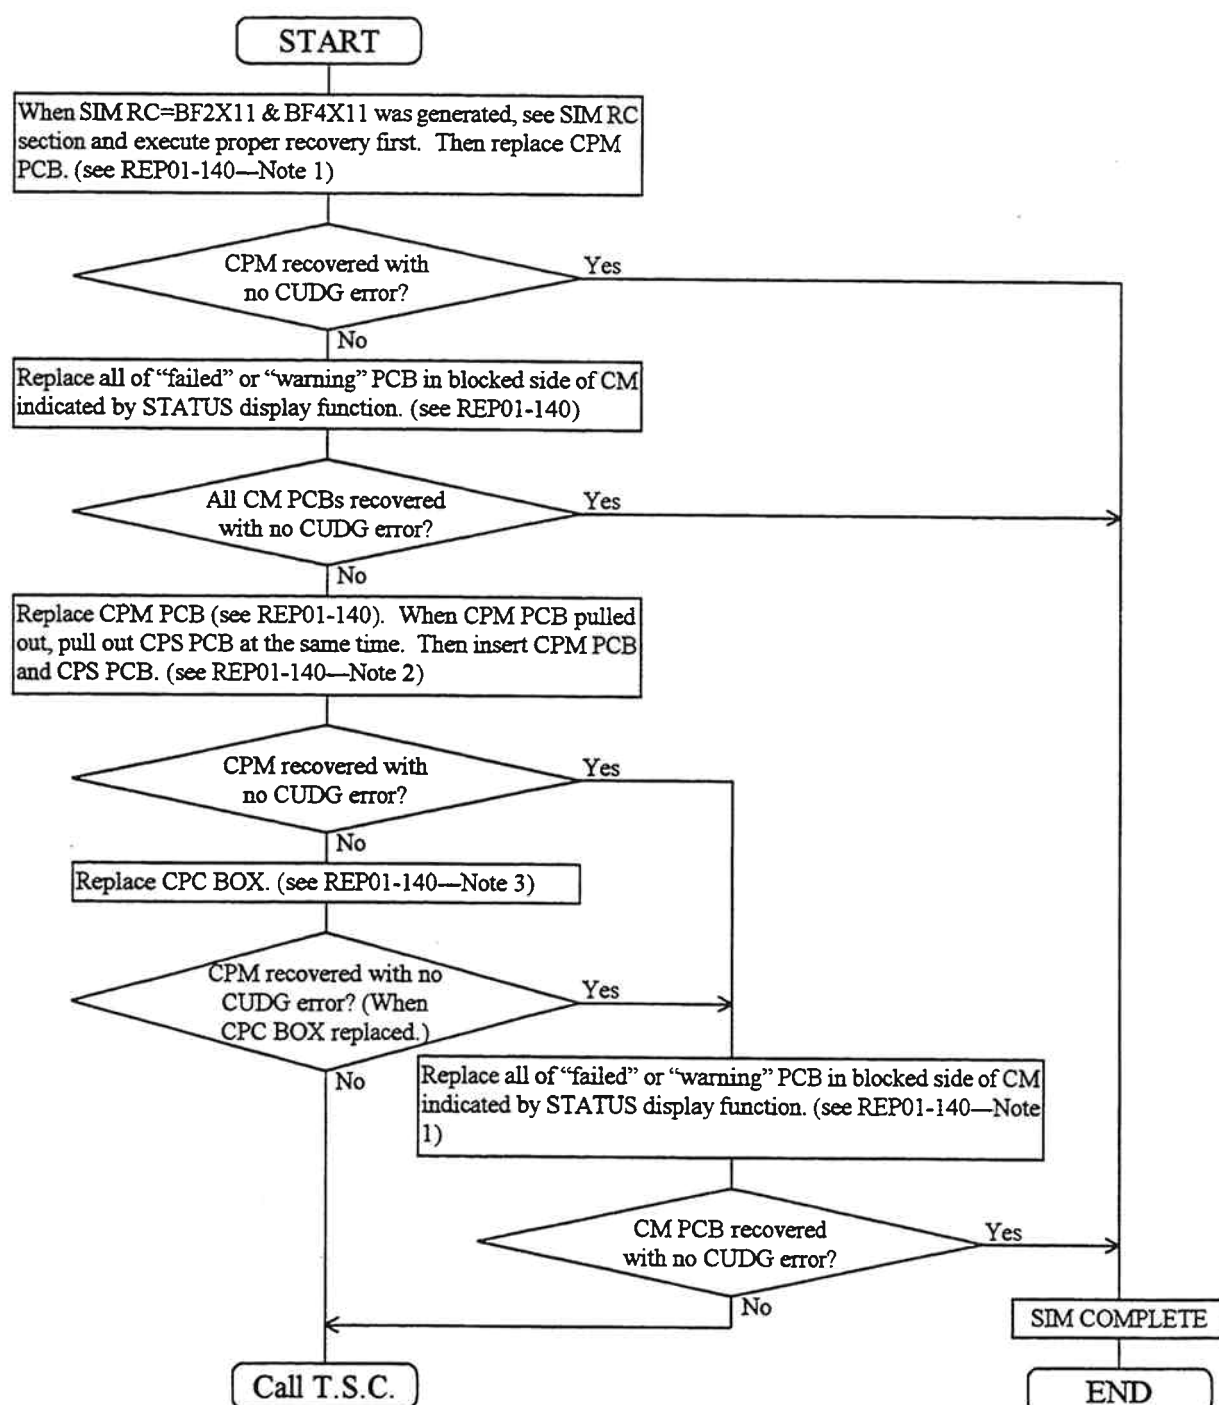 START
When SIM RC=BF2X11 & BF4X11 was generated, see SIM RC
section and execute proper recovery first. Then replace CPM
PCB. (see REP01-140—Note 1)
CPM recovered with
no CUDG error?
Yes
No
Replace all of “failed” or “warning” PCB in blocked side of CM
indicated by STATUS display function. (see REP01-140)
All CM PCBs recovered
with no CUDG error?
Yes
No
Replace CPM PCB (see REP01-140). When CPM PCB pulled
out, pull out CPS PCB at the same time. Then insert CPM PCB
and CPS PCB. (see REP01-140—Note 2)
CPM recovered with
no CUDG error?
Yes
No
Replace CPC BOX. (see REP01-140—Note 3)
CPM recovered with no
CUDG error? (When
CPC BOX replaced.)
Yes
No
Replace all of “failed” or “warning” PCB in blocked side of CM
indicated by STATUS display function. (see REP01-140—Note
1)
CM PCB recovered
with no CUDG error?
Yes
No
SIM COMPLETE
Call T.S.C.
END